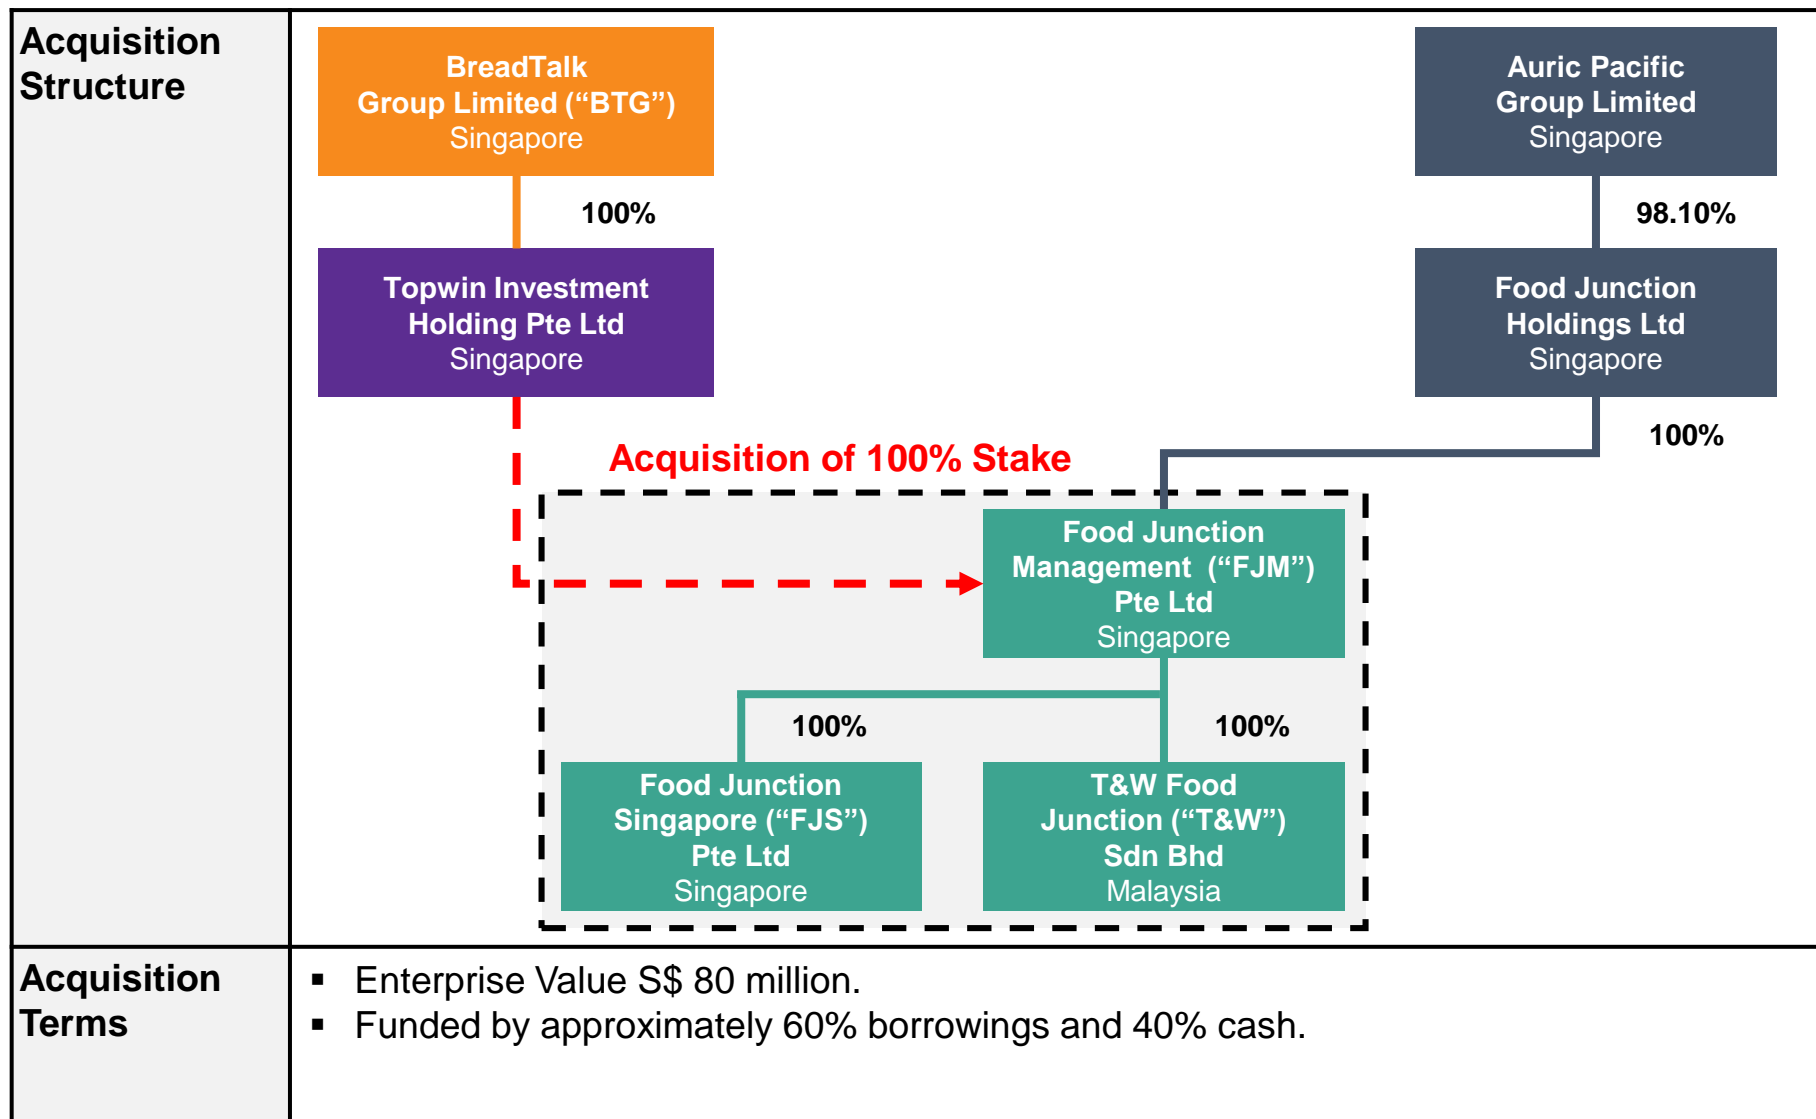 Acquisition
Structure
BreadTalk
Group Limited (“BTG”)
Singapore
Auric Pacific
Group Limited
Singapore
100%
98.10%
Topwin Investment
Holding Pte Ltd
Singapore
Food Junction
Holdings Ltd
Singapore
100%
Acquisition of 100% Stake
Food Junction
Management (“FJM”)
Pte Ltd
Singapore
100%
100%
Food Junction
Singapore (“FJS”)
Pte Ltd
Singapore
T&W Food
Junction (“T&W”)
Sdn Bhd
Malaysia
Acquisition
Terms
▪ Enterprise Value S$ 80 million.
▪ Funded by approximately 60% borrowings and 40% cash.